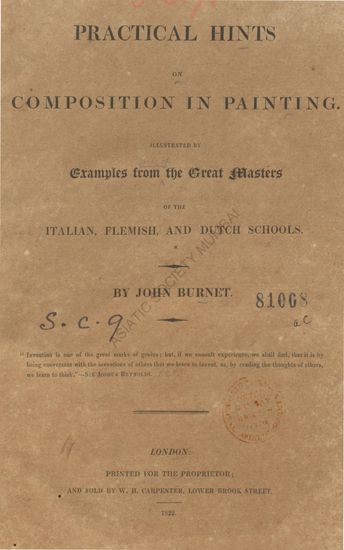 PRACTICAL HINTS
ON
COMPOSITION IN PAINTING.
ILLUSTRATED BY
Examples from the Great Masters
OF THE
ITALIAN, FLEMISH, AND DUTCH SCHOOLS.
BY JOHN BURNET.
81068
S.C.9
ASIATIC SOCIETY MUMBAI
" Invention is one of the great marks of genius; but, if we consult experience, we shall find, that it is by
being conversant with the inventions of others that we learn to invent, as, by reading the thoughts of others,
we learn to think."—SIR JOSHUA REYNOLDS.
LONDON:
PRINTED FOR THE PROPRIETOR;
AND SOLD BY W. H. CARPENTER, LOWER BROOK STREET.
1822.